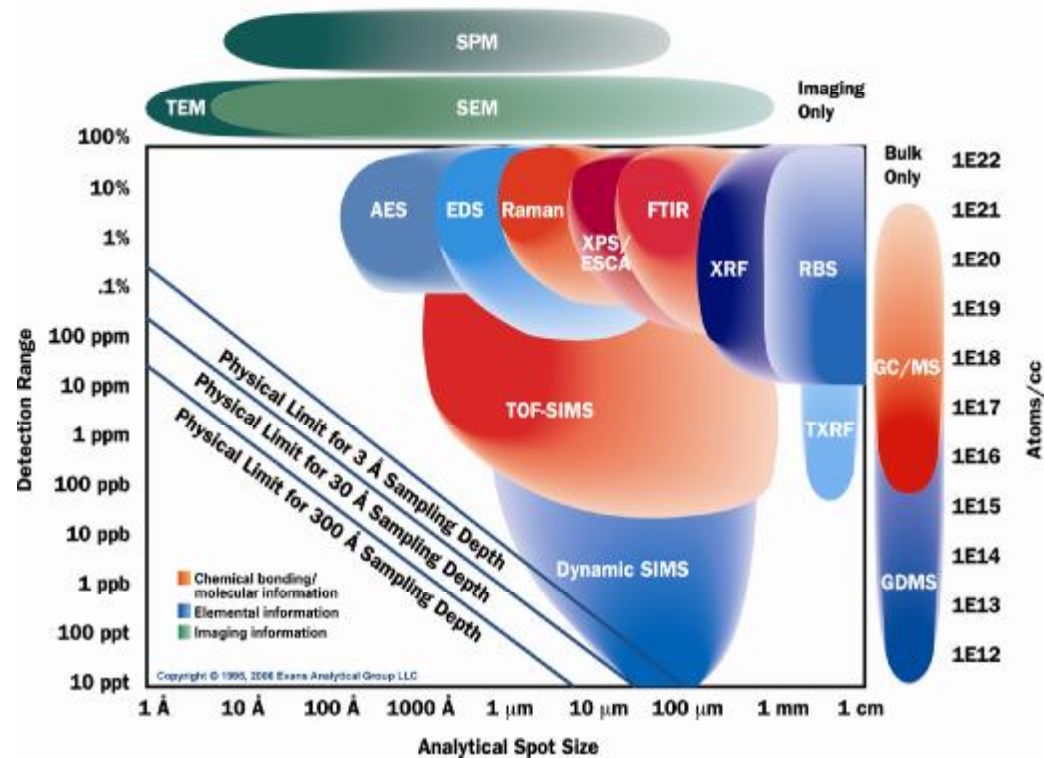 SPM
TEM
SEM
Imaging
Only
100%
10%
1%
.1%
100 ppm
10 ppm
1 ppm
100 ppb
10 ppb
1 ppb
100 ppt
10 ppt
Detection Range
AES
EDS
Raman
XPS/
ESCA
FTIR
XRF
RBS
TOF-SIMS
TXRF
Dynamic SIMS
Physical Limit for 3 Å Sampling Depth
Physical Limit for 30 Å Sampling Depth
Physical Limit for 300 Å Sampling Depth
Chemical bonding/
molecular information
Elemental information
Imaging information
Copyright © 1995, 2006 Evans Analytical Group LLC
Bulk
Only
GC/MS
GDMS
1E22
1E21
1E20
1E19
1E18
1E17
1E16
1E15
1E14
1E13
1E12
Atoms/cc
1 Å
10 Å
100 Å
1000 Å
1 µm
10 µm
100 µm
1 mm
1 cm
Analytical Spot Size